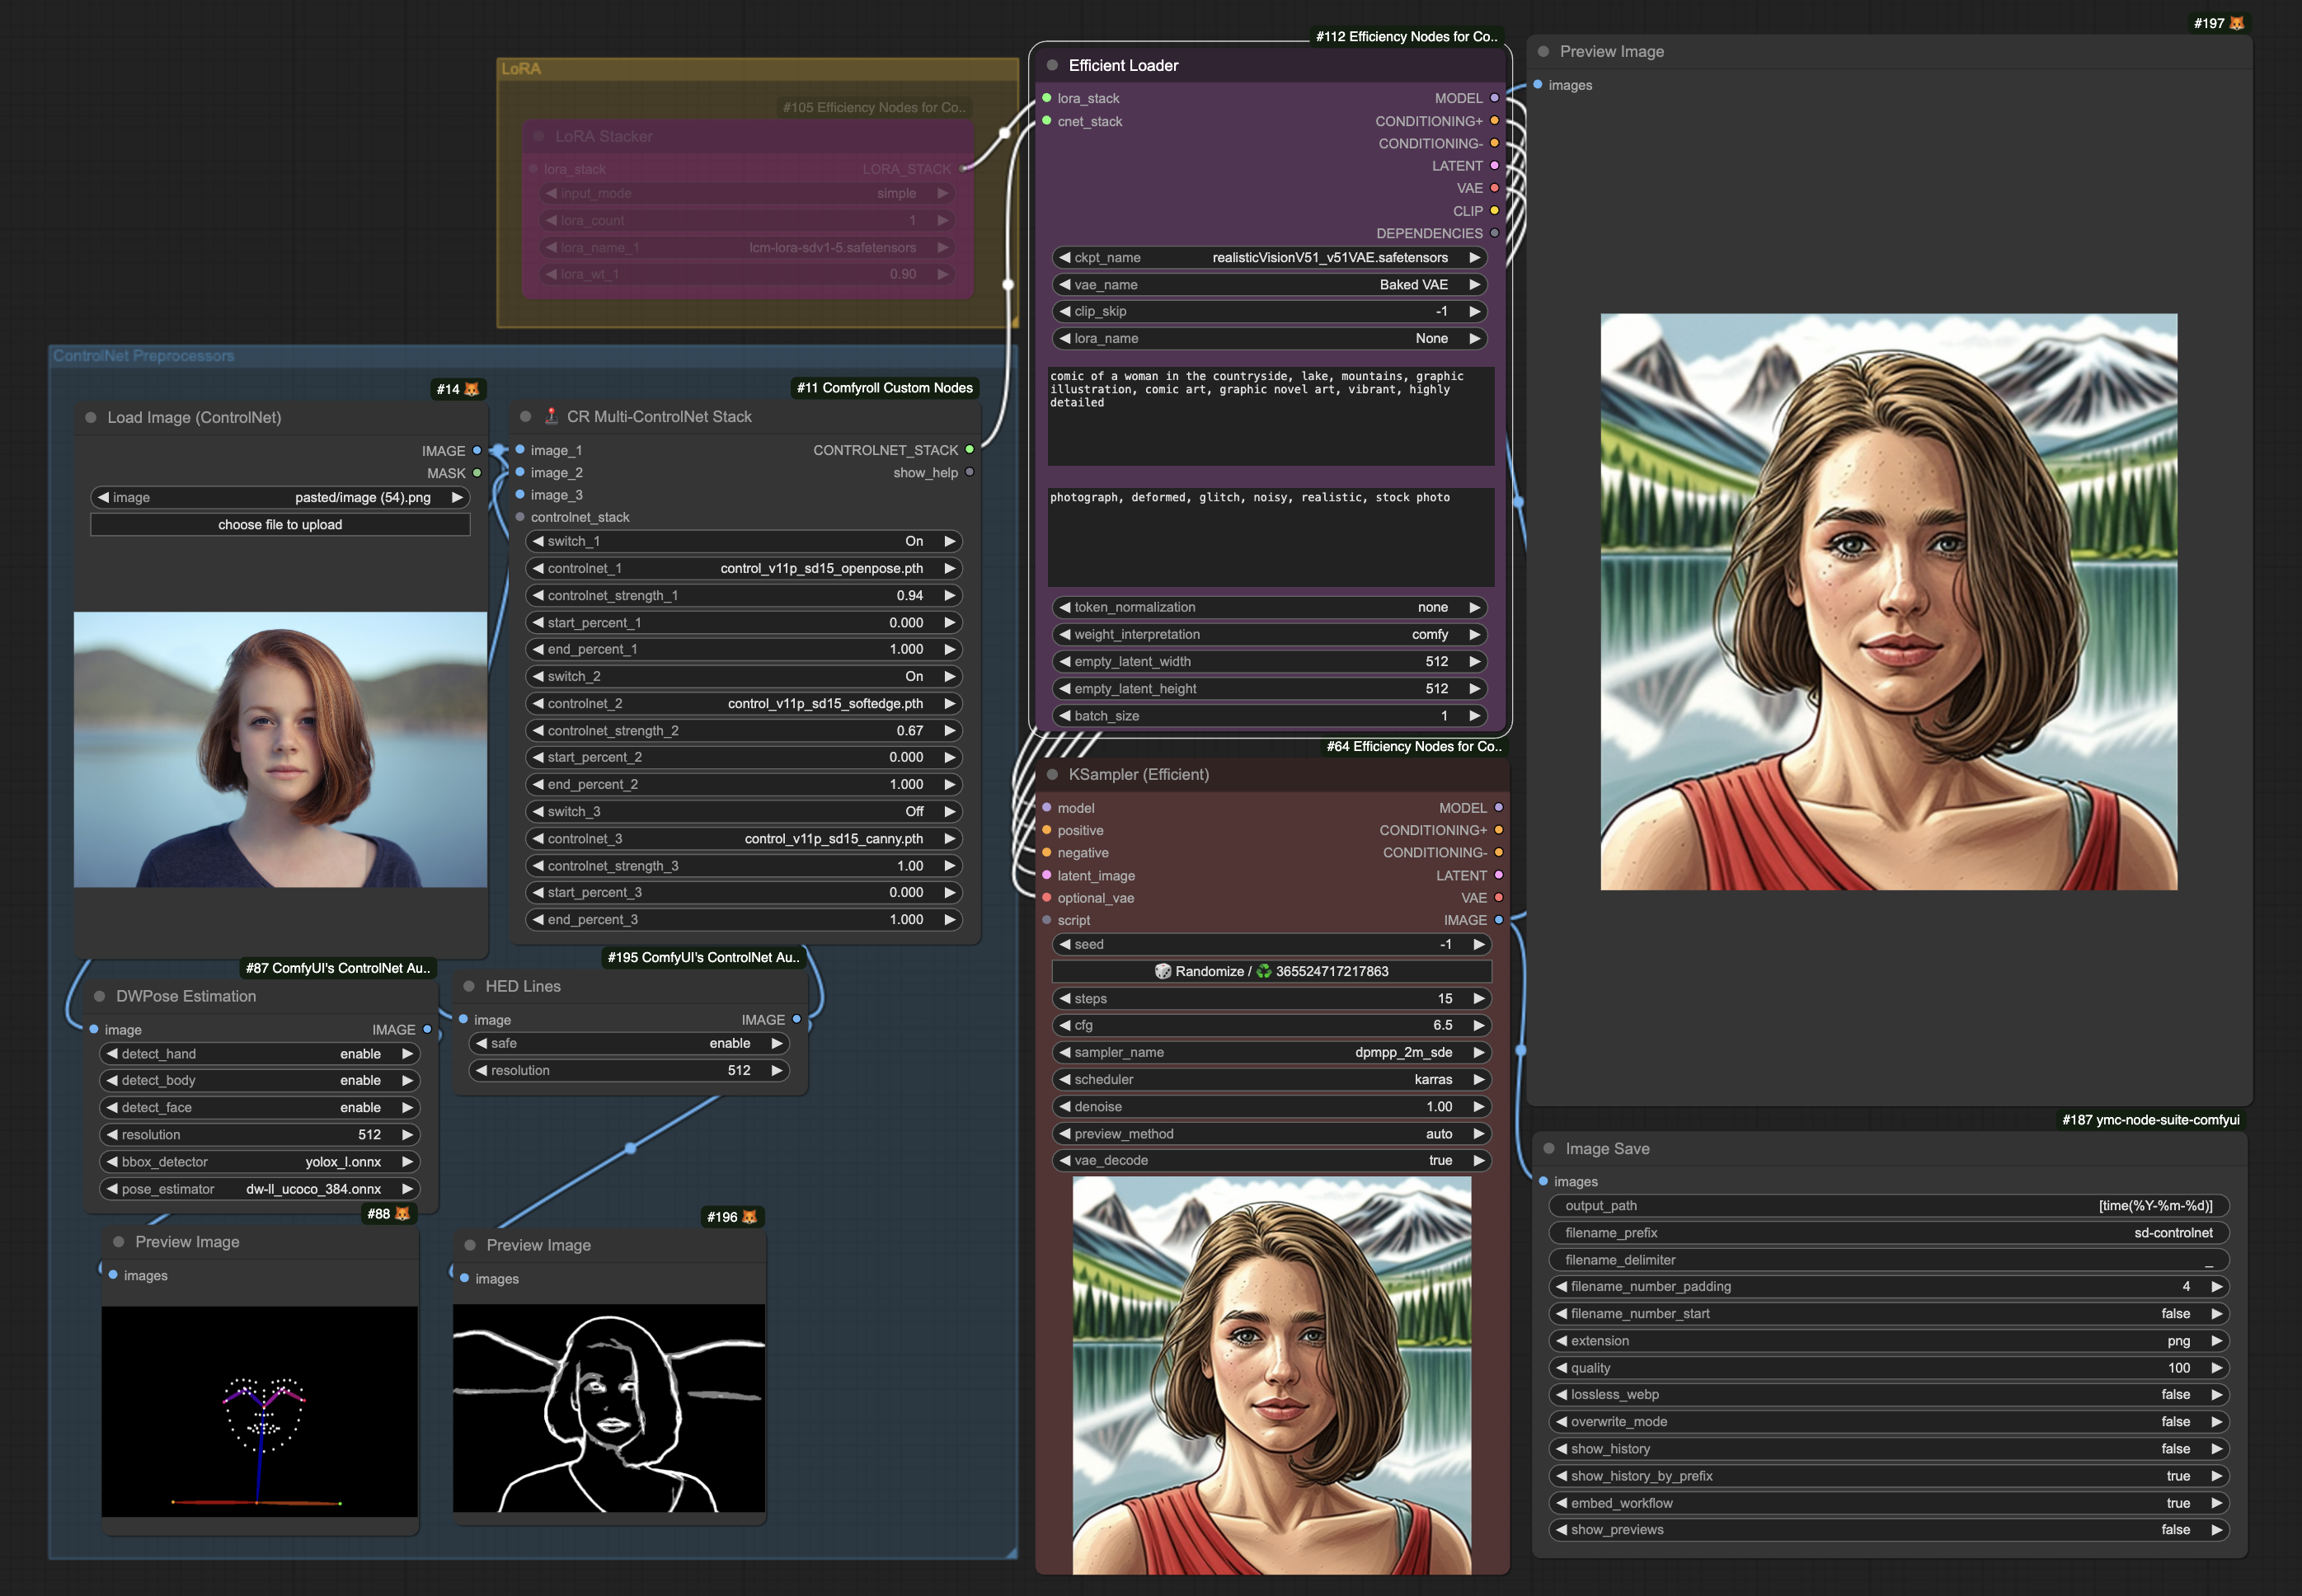 LoRA
#105 Efficiency Nodes for Co..
LoRA Stacker
lora_stack LORA_STACK
input_mode simple
lora_count 1
lora_name_1 lcm-lora-sdv1-5.safetensors
lora_wt_1 0.90
ControlNet Preprocessors
#14 🦊
Load Image (ControlNet)
IMAGE
MASK
image pasted/image (54).png
choose file to upload
#11 Comfyroll Custom Nodes
🕹️ CR Multi-ControlNet Stack
image_1 CONTROLNET_STACK
image_2 show_help
image_3
controlnet_stack
switch_1 On
controlnet_1 control_v11p_sd15_openpose.pth
controlnet_strength_1 0.94
start_percent_1 0.000
end_percent_1 1.000
switch_2 On
controlnet_2 control_v11p_sd15_softedge.pth
controlnet_strength_2 0.67
start_percent_2 0.000
end_percent_2 1.000
switch_3 Off
controlnet_3 control_v11p_sd15_canny.pth
controlnet_strength_3 1.00
start_percent_3 0.000
end_percent_3 1.000
#87 ComfyUI's ControlNet Au..
DWPose Estimation
image IMAGE
detect_hand enable
detect_body enable
detect_face enable
resolution 512
bbox_detector yolox_l.onnx
pose_estimator dw-ll_ucoco_384.onnx
#195 ComfyUI's ControlNet Au..
HED Lines
image IMAGE
safe enable
resolution 512
#88 🦊
Preview Image
images
#196 🦊
Preview Image
images
#112 Efficiency Nodes for Co..
Efficient Loader
lora_stack MODEL
cnet_stack CONDITIONING+
CONDITIONING-
LATENT
VAE
CLIP
DEPENDENCIES
ckpt_name realisticVisionV51_v51VAE.safetensors
vae_name Baked VAE
clip_skip -1
lora_name None
comic of a woman in the countryside, lake, mountains, graphic
illustration, comic art, graphic novel art, vibrant, highly
detailed
photograph, deformed, glitch, noisy, realistic, stock photo
token_normalization none
weight_interpretation comfy
empty_latent_width 512
empty_latent_height 512
batch_size 1
#64 Efficiency Nodes for Co..
KSampler (Efficient)
model MODEL
positive CONDITIONING+
negative CONDITIONING-
latent_image LATENT
optional_vae VAE
script IMAGE
seed -1
🎲 Randomize / ♻️ 365524717217863
steps 15
cfg 6.5
sampler_name dpmpp_2m_sde
scheduler karras
denoise 1.00
preview_method auto
vae_decode true
#197 🦊
Preview Image
images
#187 ymc-node-suite-comfyui
Image Save
images
output_path [time(%Y-%m-%d)]
filename_prefix sd-controlnet
filename_delimiter _
filename_number_padding 4
filename_number_start false
extension png
quality 100
lossless_webp false
overwrite_mode false
show_history false
show_history_by_prefix true
embed_workflow true
show_previews false